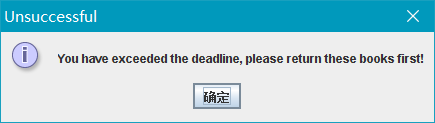 Unsuccessful
You have exceeded the deadline, please return these books first!
确定